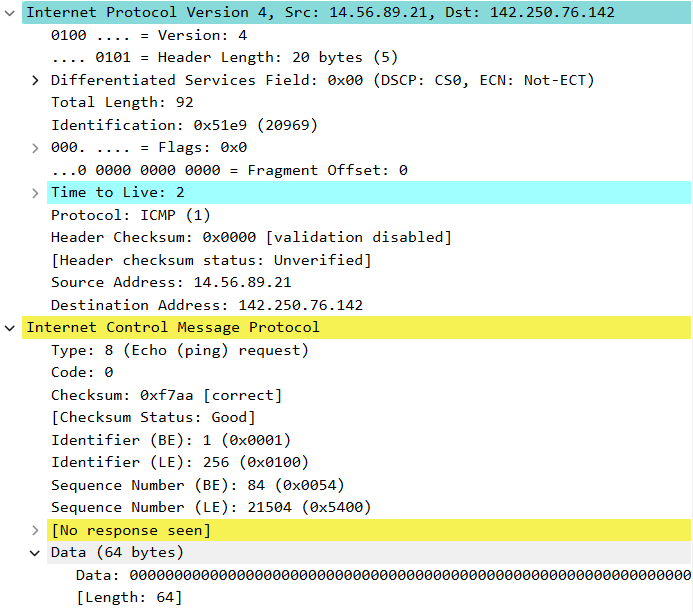 Internet Protocol Version 4, Src: 14.56.89.21, Dst: 142.250.76.142
0100 .... = Version: 4
.... 0101 = Header Length: 20 bytes (5)
Differentiated Services Field: 0x00 (DSCP: CS0, ECN: Not-ECT)
Total Length: 92
Identification: 0x51e9 (20969)
000. .... = Flags: 0x0
...0 0000 0000 0000 = Fragment Offset: 0
Time to Live: 2
Protocol: ICMP (1)
Header Checksum: 0x0000 [validation disabled]
[Header checksum status: Unverified]
Source Address: 14.56.89.21
Destination Address: 142.250.76.142
Internet Control Message Protocol
Type: 8 (Echo (ping) request)
Code: 0
Checksum: 0xf7aa [correct]
[Checksum Status: Good]
Identifier (BE): 1 (0x0001)
Identifier (LE): 256 (0x0100)
Sequence Number (BE): 84 (0x0054)
Sequence Number (LE): 21504 (0x5400)
[No response seen]
Data (64 bytes)
Data: 000000000000000000000000000000000000000000000000000000000000000
[Length: 64]